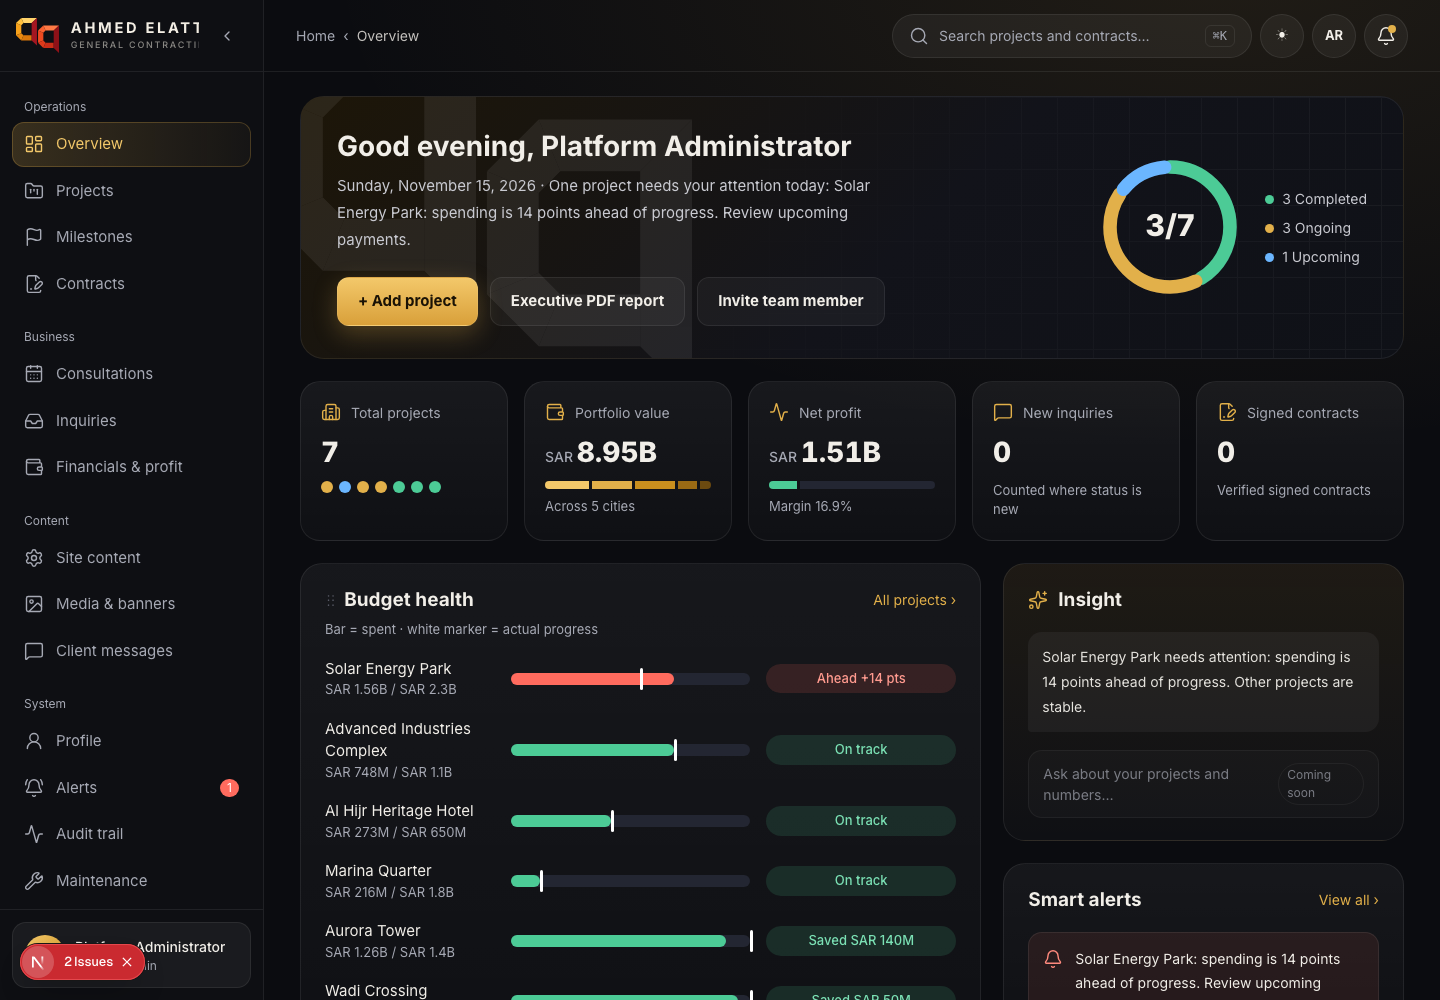 AHMED ELATT
GENERAL CONTRACTI
Home ‹ Overview
Search projects and contracts... ⌘K
AR
Operations
Overview
Projects
Milestones
Contracts
Business
Consultations
Inquiries
Financials & profit
Content
Site content
Media & banners
Client messages
System
Profile
Alerts 1
Audit trail
Maintenance
Administrator
2 Issues
Good evening, Platform Administrator
Sunday, November 15, 2026 · One project needs your attention today: Solar
Energy Park: spending is 14 points ahead of progress. Review upcoming
payments.
+ Add project
Executive PDF report
Invite team member
3/7
3 Completed
3 Ongoing
1 Upcoming
Total projects
7
Portfolio value
SAR 8.95B
Across 5 cities
Net profit
SAR 1.51B
Margin 16.9%
New inquiries
0
Counted where status is
new
Signed contracts
0
Verified signed contracts
Budget health
All projects ›
Bar = spent · white marker = actual progress
Solar Energy Park
SAR 1.56B / SAR 2.3B
Ahead +14 pts
Advanced Industries
Complex
SAR 748M / SAR 1.1B
On track
Al Hijr Heritage Hotel
SAR 273M / SAR 650M
On track
Marina Quarter
SAR 216M / SAR 1.8B
On track
Aurora Tower
SAR 1.26B / SAR 1.4B
Saved SAR 140M
Wadi Crossing
Saved SAR 50M
Insight
Solar Energy Park needs attention: spending is
14 points ahead of progress. Other projects are
stable.
Ask about your projects and
numbers...
Coming
soon
Smart alerts
View all ›
Solar Energy Park: spending is 14 points
ahead of progress. Review upcoming